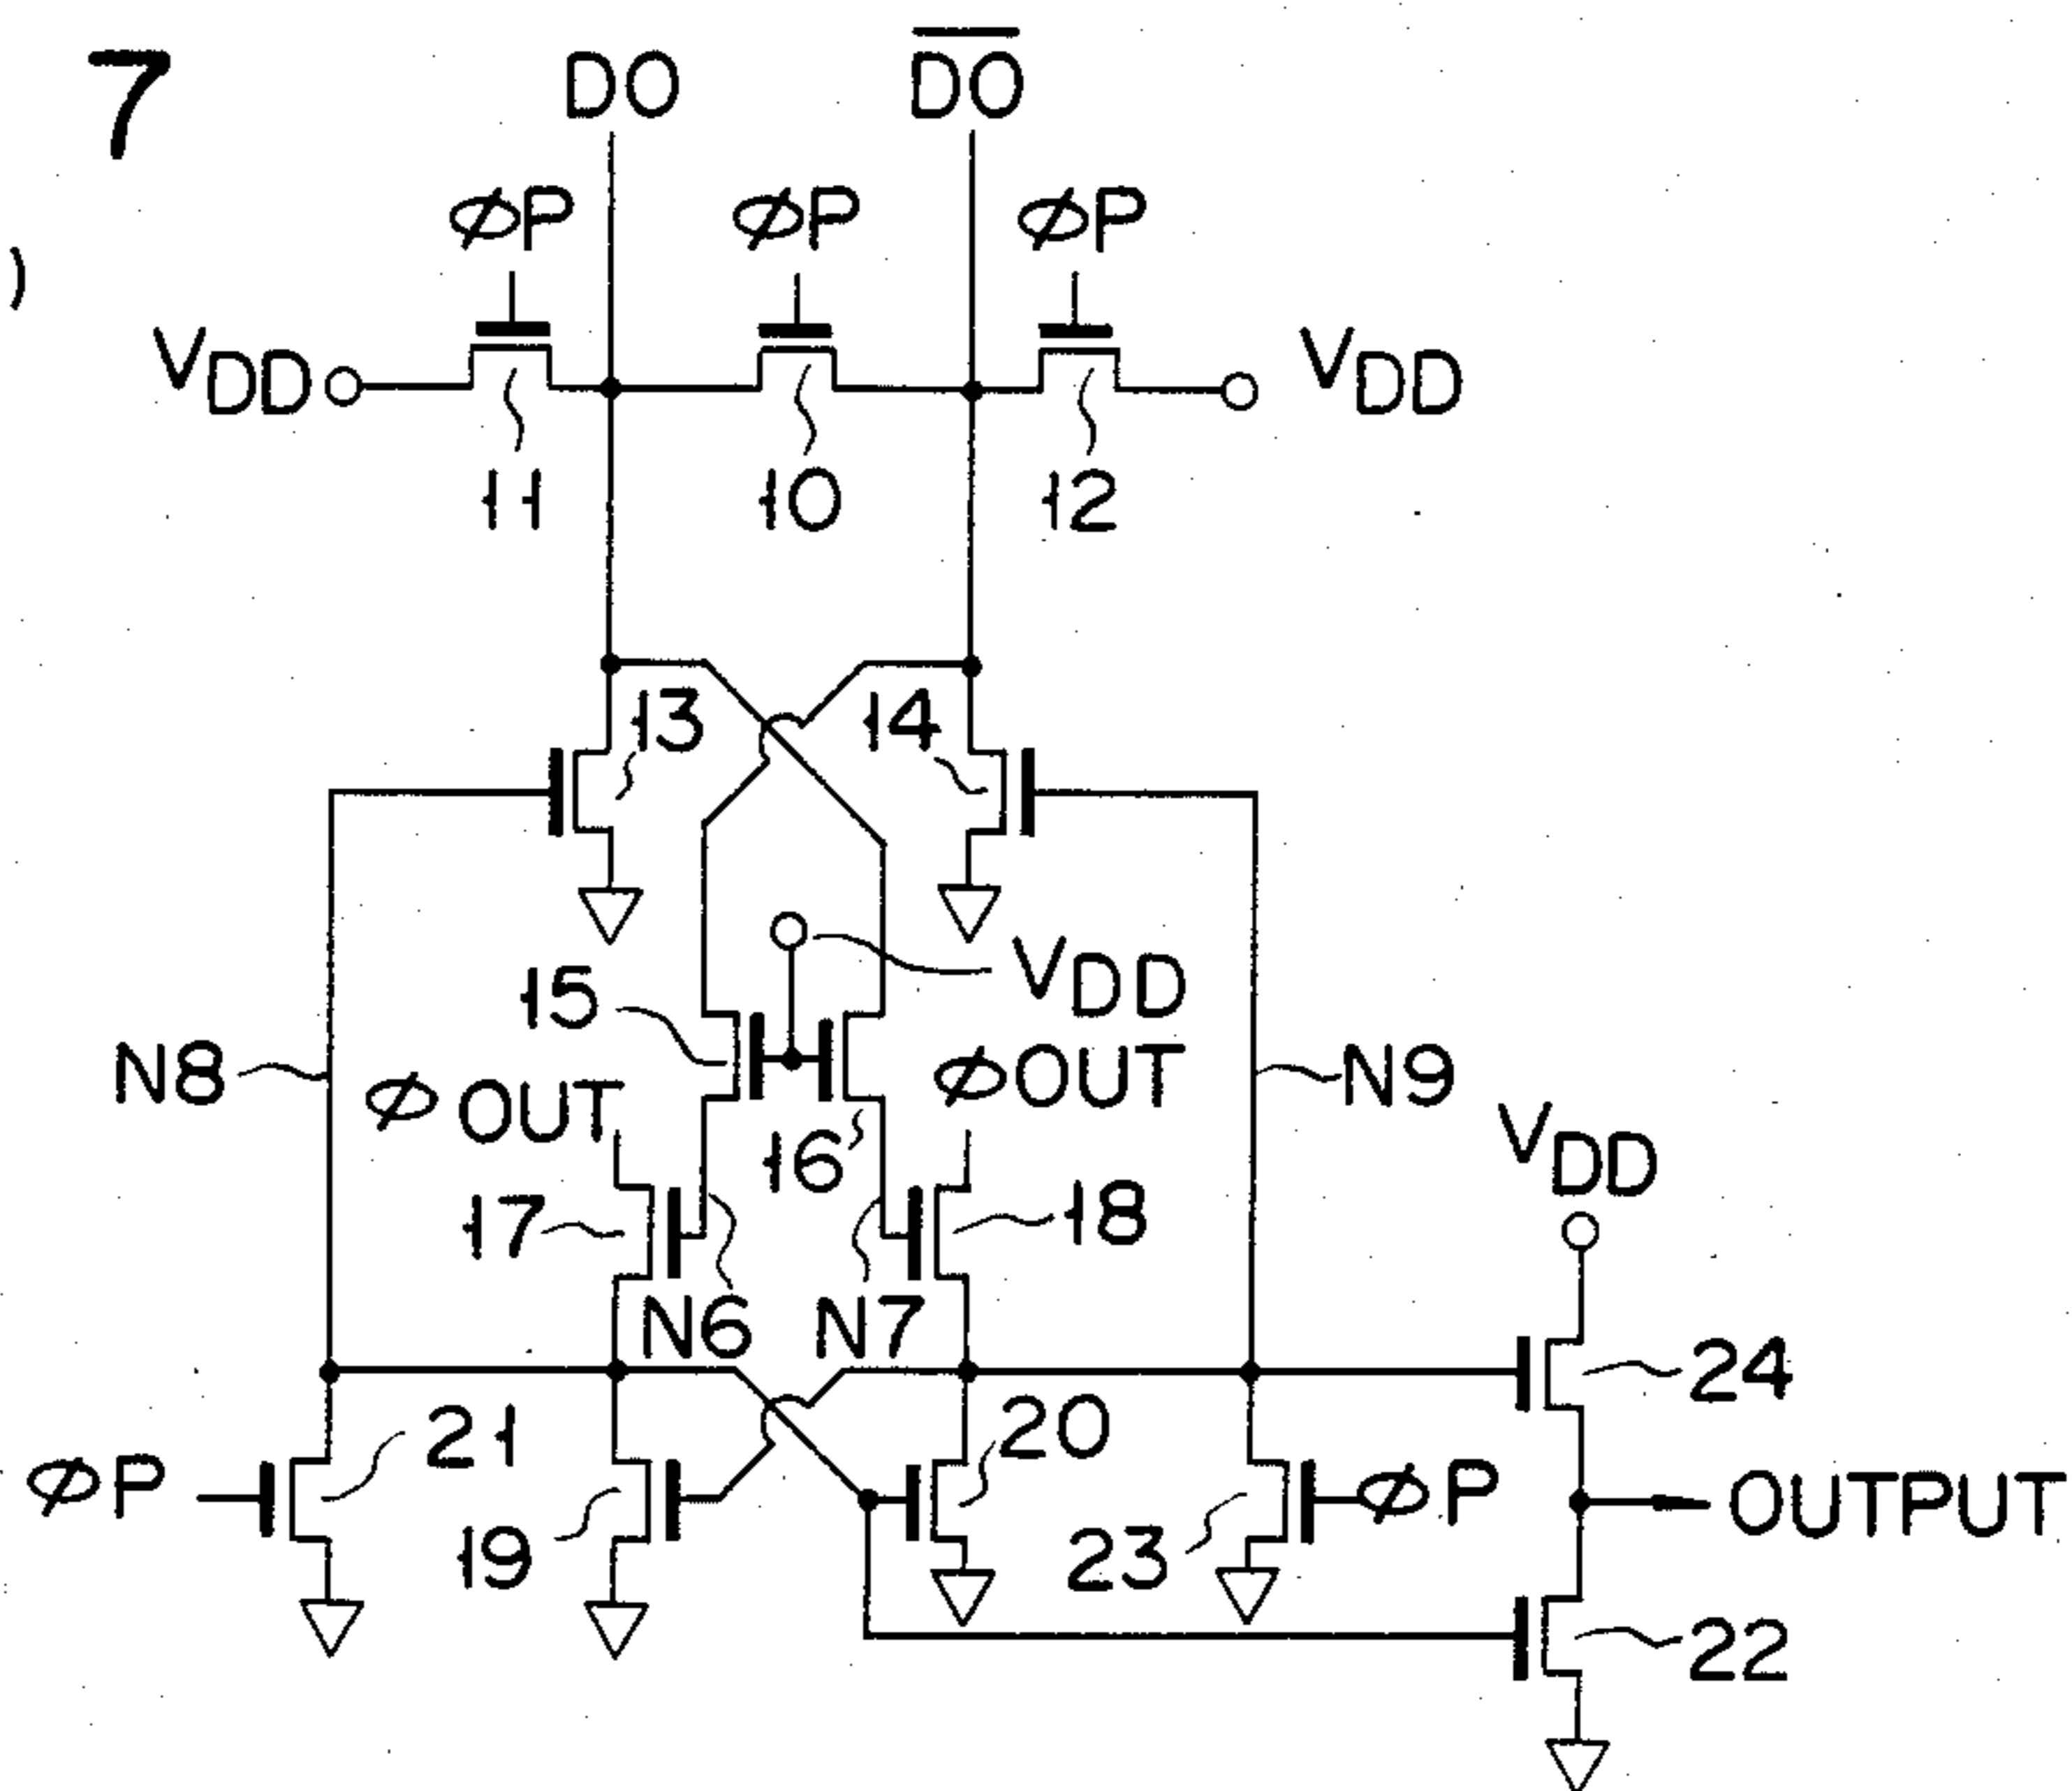 7
)
DO
D̅O̅
ØP
ØP
ØP
VDD
VDD
11
10
12
13
14
VDD
15
N8
ØOUT
ØOUT
N9
16
VDD
17
18
N6
N7
24
ØP
21
20
ØP
OUTPUT
19
23
22